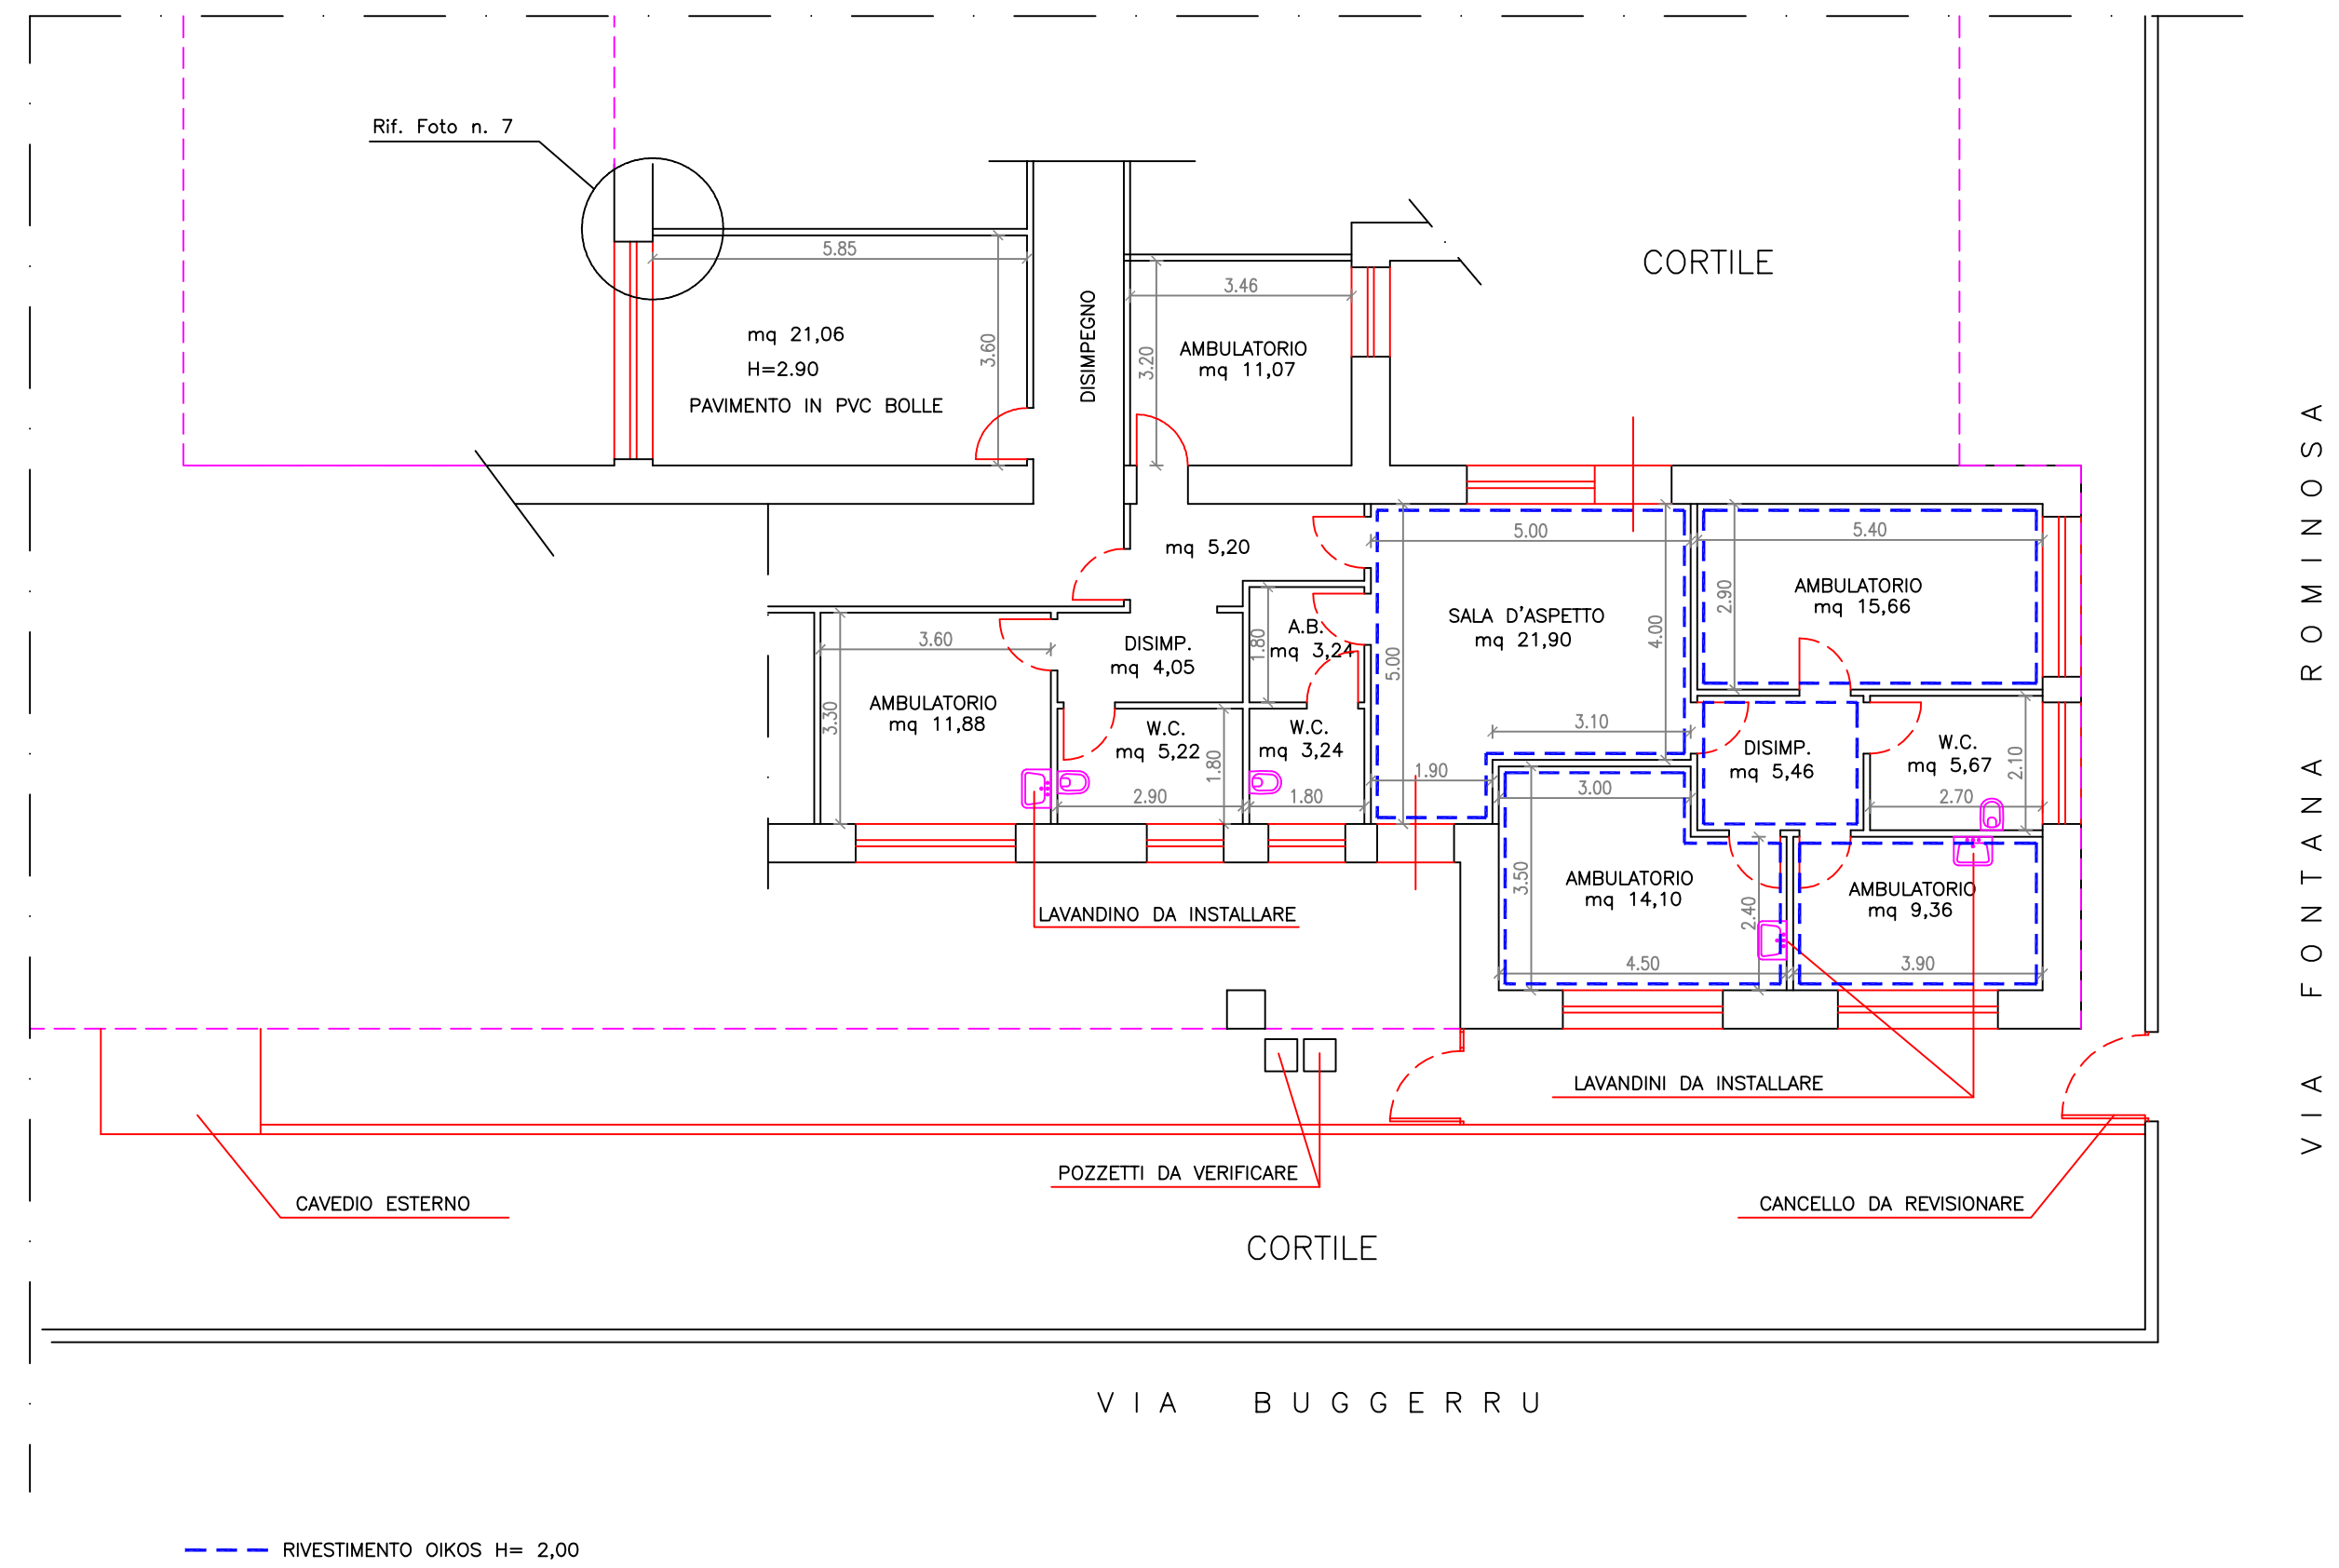 Rif. Foto n. 7
5.85
3.60
mq 21,06
H=2.90
PAVIMENTO IN PVC BOLLE
DISIMPEGNO
3.46
3.20
AMBULATORIO
mq 11,07
CORTILE
VIA FONTANA ROMINOSA
mq 5,20
5.00
4.00
5.00
SALA D'ASPETTO
mq 21,90
3.10
1.90
5.40
2.90
AMBULATORIO
mq 15,66
3.60
3.30
AMBULATORIO
mq 11,88
DISIMP.
mq 4,05
1.80
A.B.
mq 3,24
W.C.
mq 5,22
1.80
2.90
W.C.
mq 3,24
1.80
DISIMP.
mq 5,46
W.C.
mq 5,67
2.10
2.70
3.00
3.50
AMBULATORIO
mq 14,10
2.40
4.50
AMBULATORIO
mq 9,36
3.90
LAVANDINO DA INSTALLARE
LAVANDINI DA INSTALLARE
POZZETTI DA VERIFICARE
CAVEDIO ESTERNO
CANCELLO DA REVISIONARE
CORTILE
VIA BUGGERRU
RIVESTIMENTO OIKOS H= 2,00